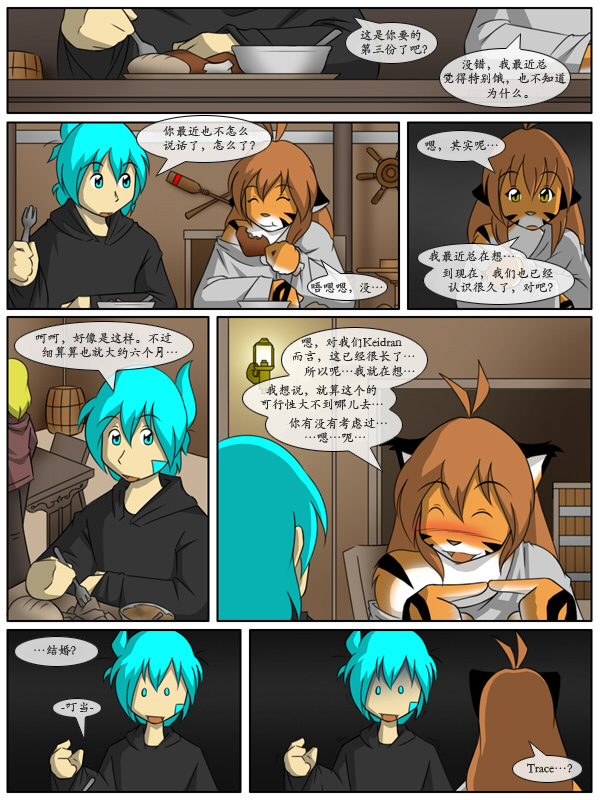 这是你要的
第三份了吧？
没错，我最近总
觉得特别饿，也不知道
为什么。
你最近也不怎么
说话了，怎么了？
唔嗯嗯，没…
嗯，其实呢…
我最近总在想…
到现在，我们也已经
认识很久了，对吧？
呵呵，好像是这样。不过
细算算也就大约六个月…
嗯，对我们Keidran
而言，这已经很长了…
所以呢…我就在想…
我想说，就算这个的
可行性大不到哪儿去…
你有没有考虑过…
…嗯…呢…
…结婚？
-叮当-
Trace…？